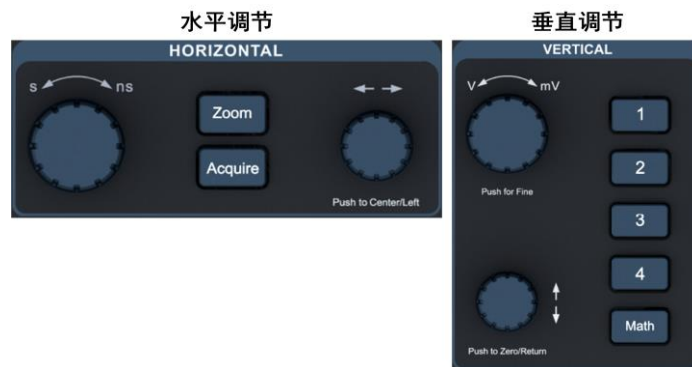 水平调节
HORIZONTAL
s ns
Zoom
Acquire
Push to Center/Left
垂直调节
VERTICAL
V mV
Push for Fine
1
2
3
4
Math
Push to Zero/Return